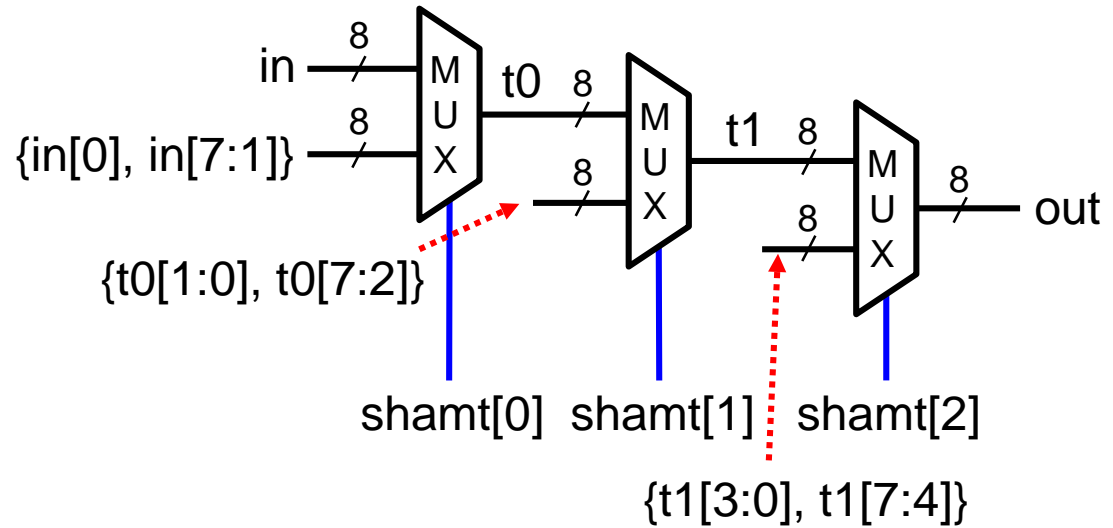 in
8
{in[0], in[7:1]}
8
M
U
X
t0
8
{t0[1:0], t0[7:2]}
8
M
U
X
t1
8
8
M
U
X
8
out
shamt[0]
shamt[1]
shamt[2]
{t1[3:0], t1[7:4]}